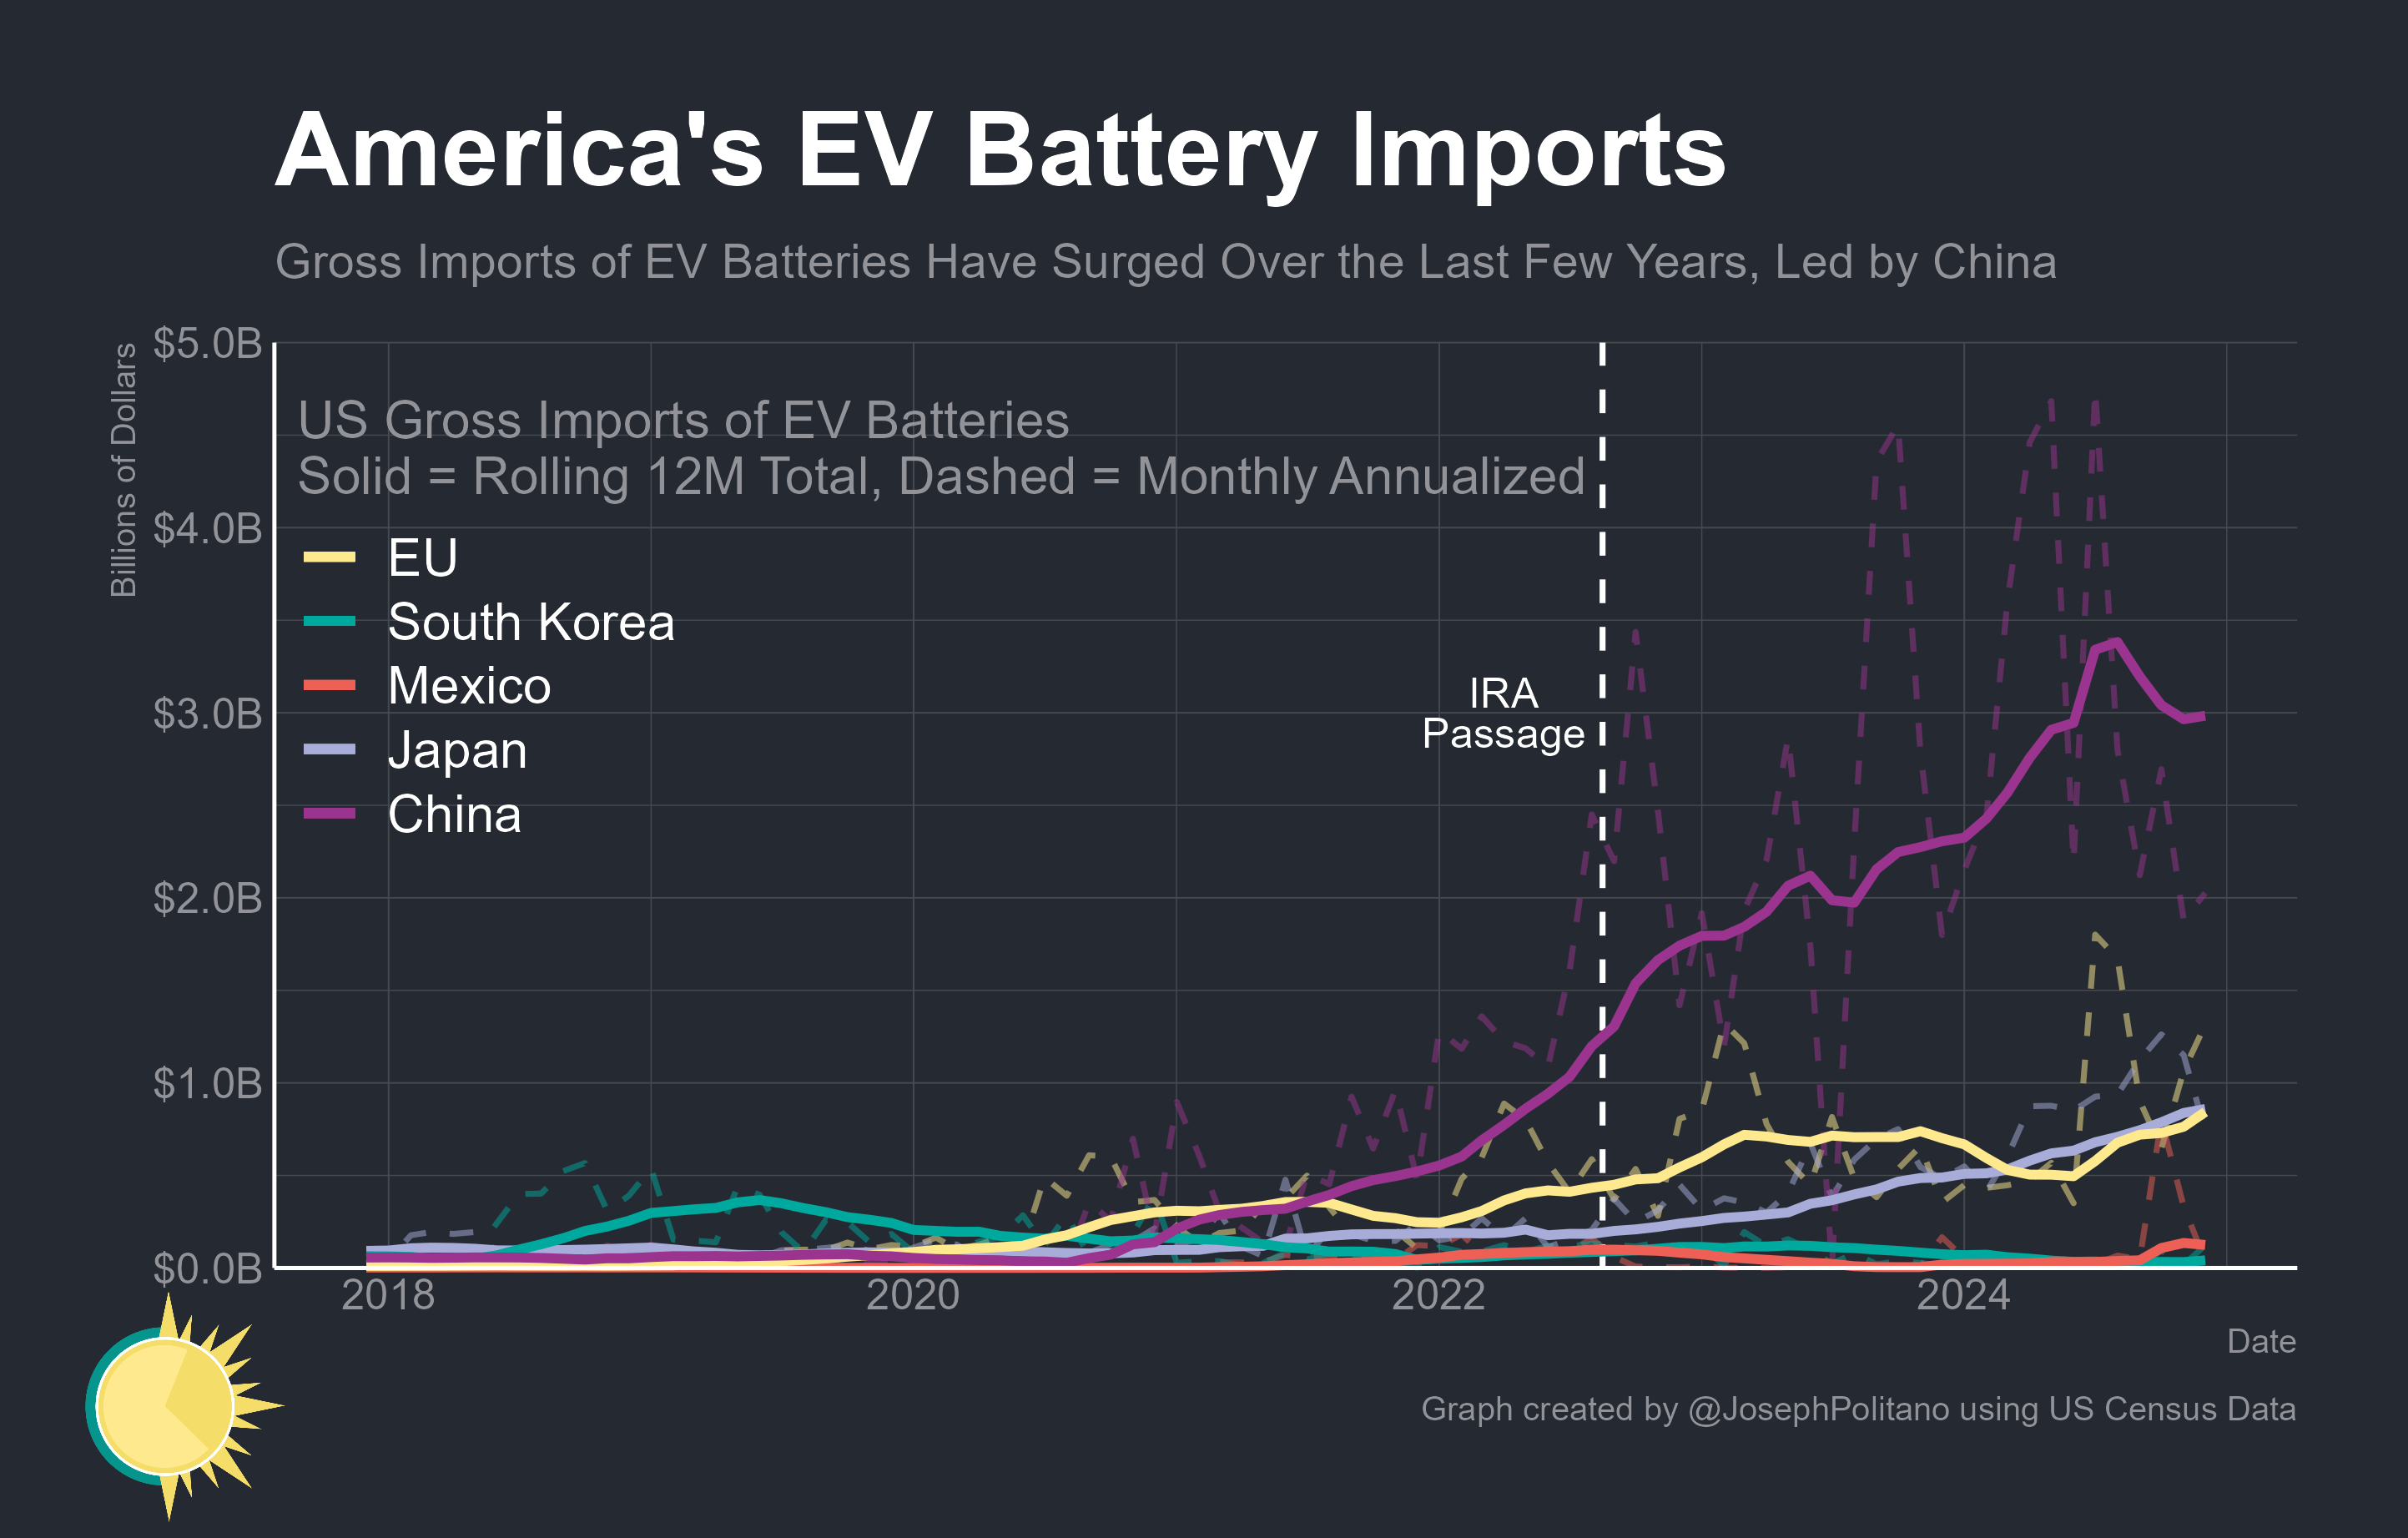 America's EV Battery Imports
Gross Imports of EV Batteries Have Surged Over the Last Few Years, Led by China
Billions of Dollars
$5.0B
$4.0B
$3.0B
$2.0B
$1.0B
$0.0B
US Gross Imports of EV Batteries
Solid = Rolling 12M Total, Dashed = Monthly Annualized
EU
South Korea
Mexico
Japan
China
IRA
Passage
2018
2020
2022
2024
Date
Graph created by @JosephPolitano using US Census Data